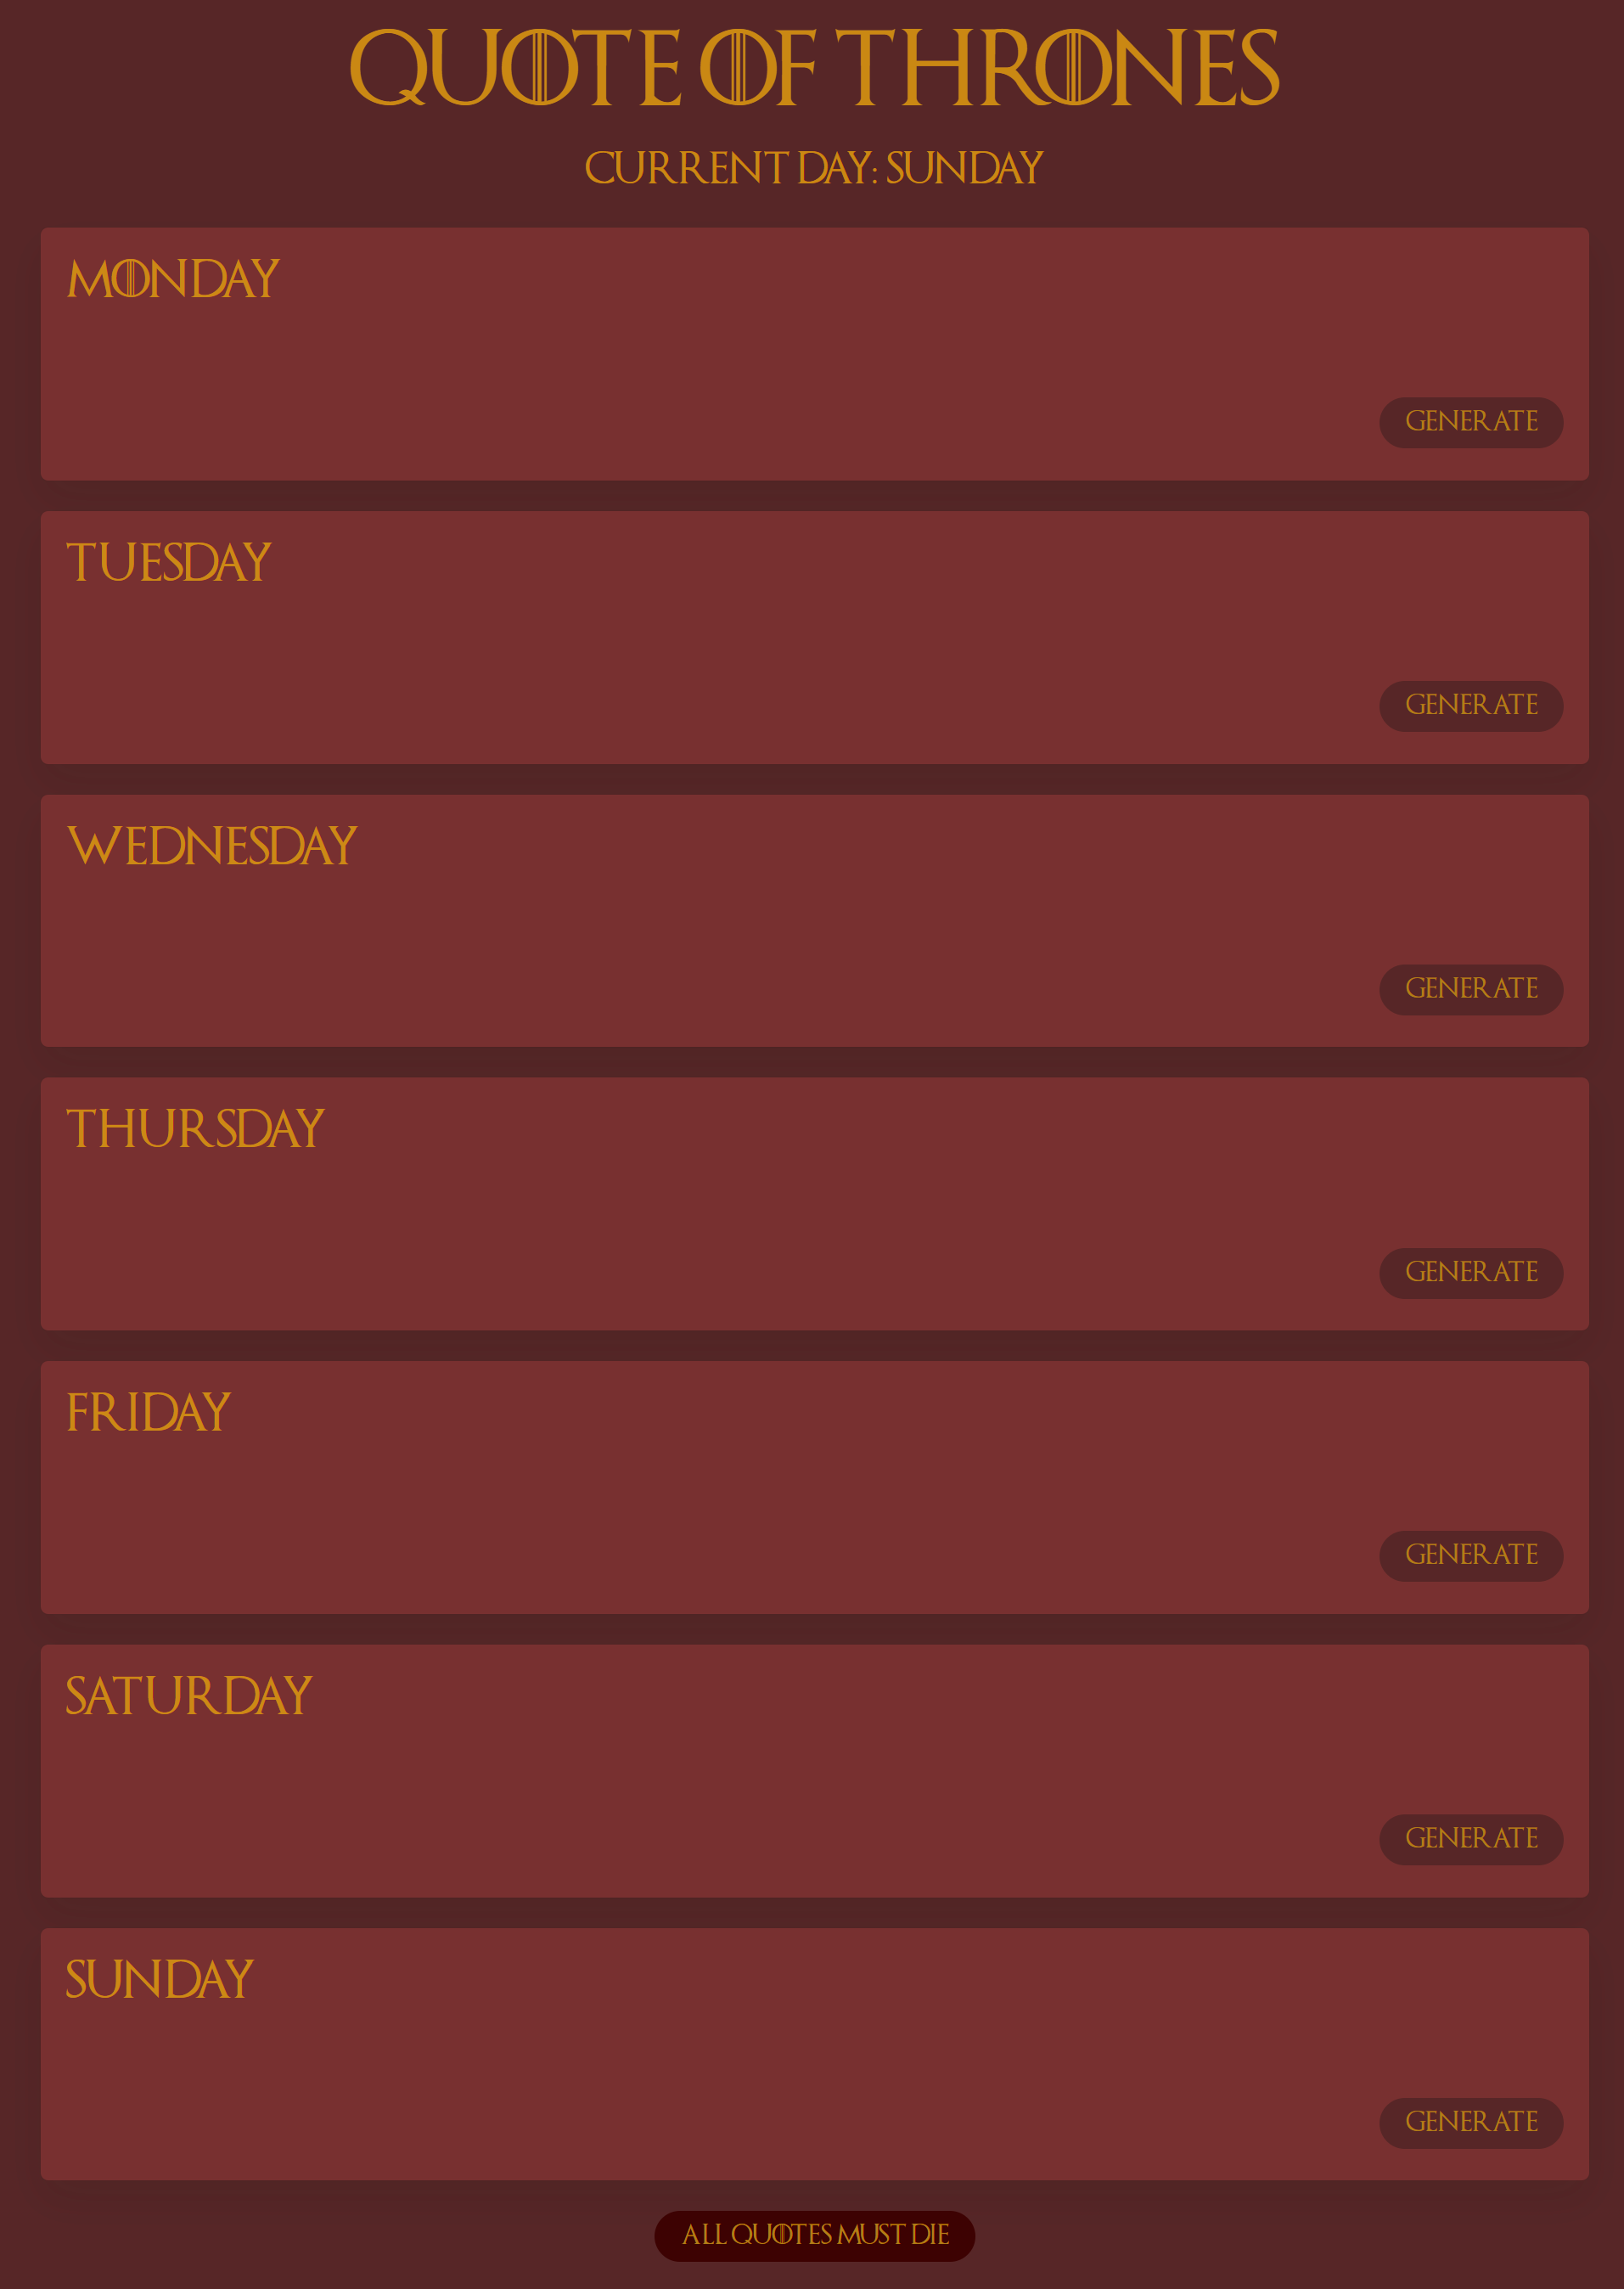 QUOTE OF THRONES
CURRENT DAY: SUNDAY
MONDAY
GENERATE
TUESDAY
GENERATE
WEDNESDAY
GENERATE
THURSDAY
GENERATE
FRIDAY
GENERATE
SATURDAY
GENERATE
SUNDAY
GENERATE
ALL QUOTES MUST DIE